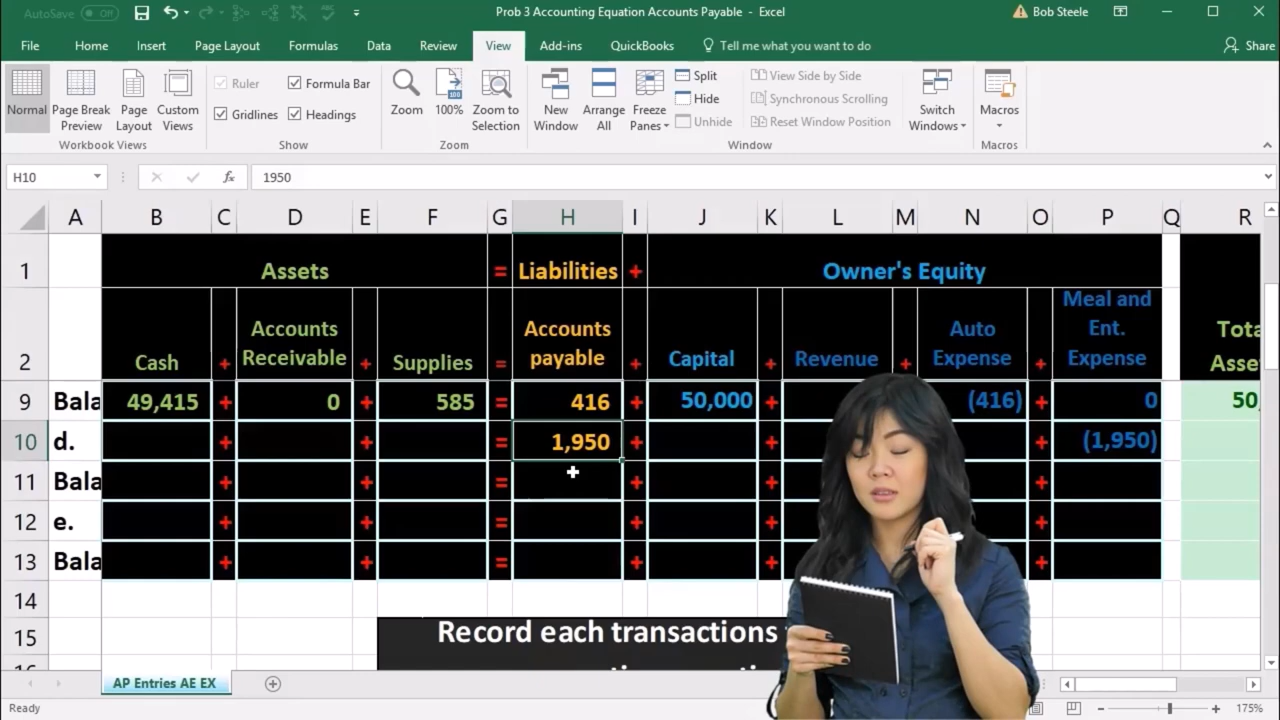 AutoSave Off
Prob 3 Accounting Equation Accounts Payable - Excel
Bob Steele
File Home Insert Page Layout Formulas Data Review View Add-ins QuickBooks Tell me what you want to do Share
Normal
Page Break Preview
Page Layout
Custom Views
Workbook Views
Ruler
Formula Bar
Gridlines
Headings
Show
Zoom
100%
Zoom to Selection
Zoom
New Window
Arrange All
Freeze Panes
Split
Hide
Unhide
View Side by Side
Synchronous Scrolling
Reset Window Position
Window
Switch Windows
Macros
Macros
H10 fx 1950
A B C D E F G H I J K L M N O P Q R
1 Assets = Liabilities + Owner's Equity
2 Cash + Accounts Receivable + Supplies = Accounts payable + Capital + Revenue + Auto Expense + Meal and Ent. Expense Tota Asse
9 Bala 49,415 + 0 + 585 = 416 + 50,000 + (416) + 0 50,
10 d. + + = 1,950 + + + (1,950)
11 Bala + + = + + +
12 e. + + = + + +
13 Bala + + = + + +
14
15 Record each transactions
AP Entries AE EX
Ready
175%